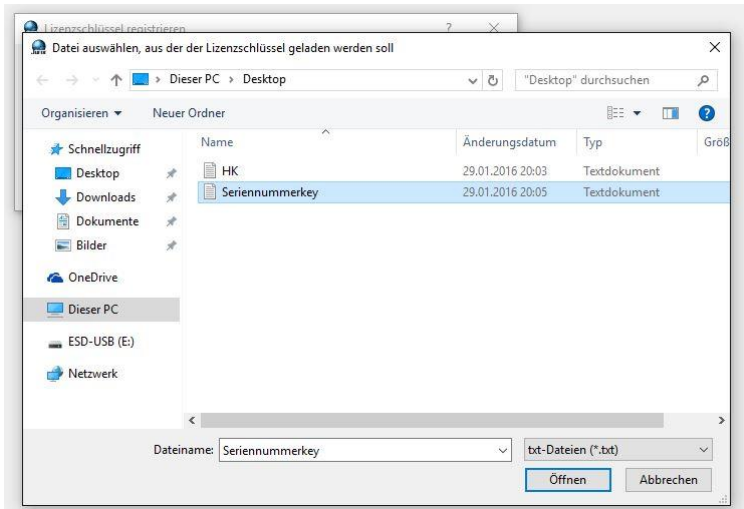 Lizenzschlüssel registrieren ? ×
Datei auswählen, aus der der Lizenzschlüssel geladen werden soll
Dieser PC > Desktop "Desktop" durchsuchen
Organisieren Neuer Ordner
Name Änderungsdatum Typ Größ
Schnellzugriff
Desktop
Downloads
Dokumente
Bilder
OneDrive
Dieser PC
ESD-USB (E:)
Netzwerk
HK 29.01.2016 20:03 Textdokument
Seriennummerkey 29.01.2016 20:05 Textdokument
Dateiname: Seriennummerkey txt-Dateien (*.txt)
Öffnen Abbrechen